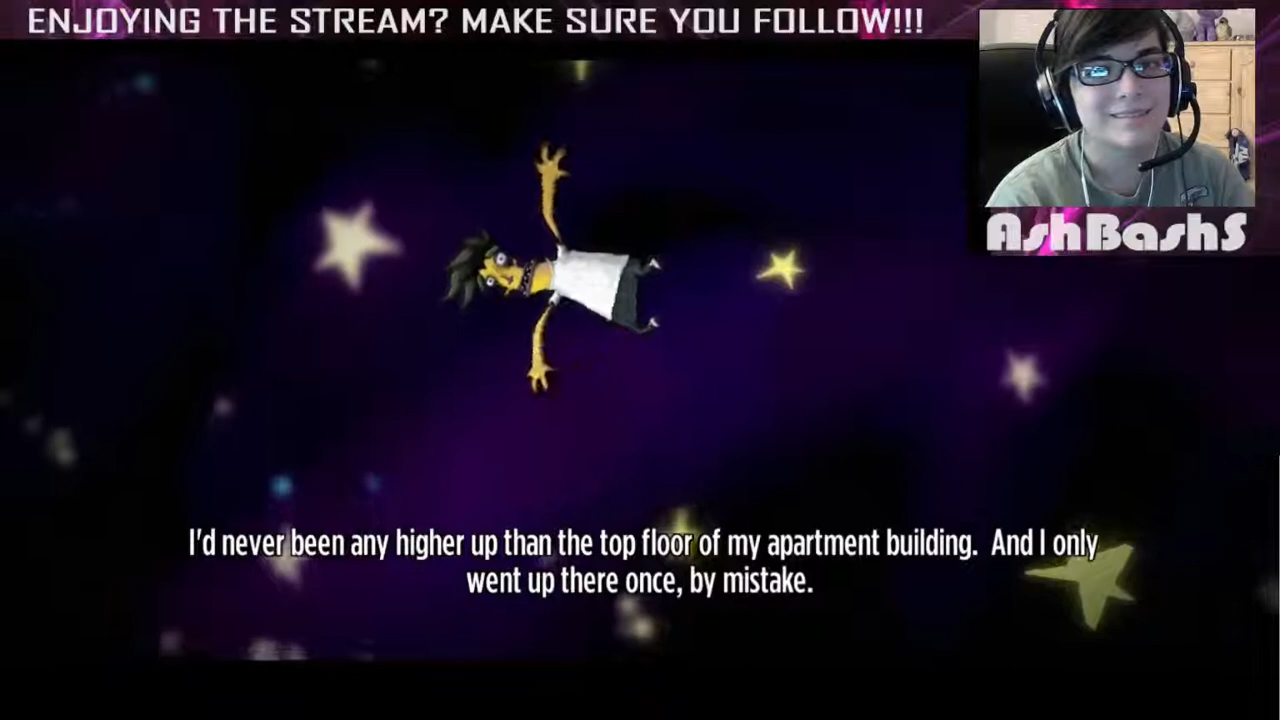 ENJOYING THE STREAM? MAKE SURE YOU FOLLOW!!!
AshBashS
I'd never been any higher up than the top floor of my apartment building. And I only
went up there once, by mistake.